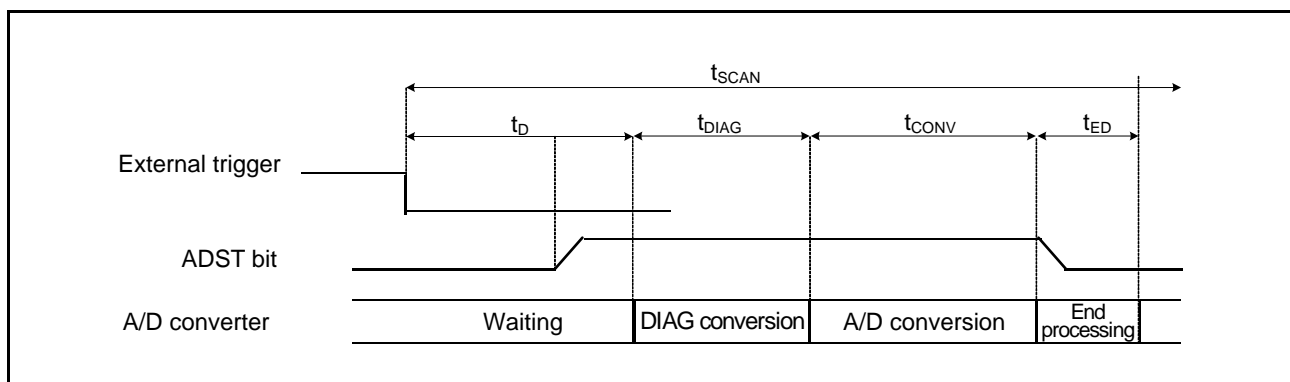 tSCAN
tD tDIAG tCONV tED
External trigger
ADST bit
A/D converter Waiting DIAG conversion A/D conversion End processing